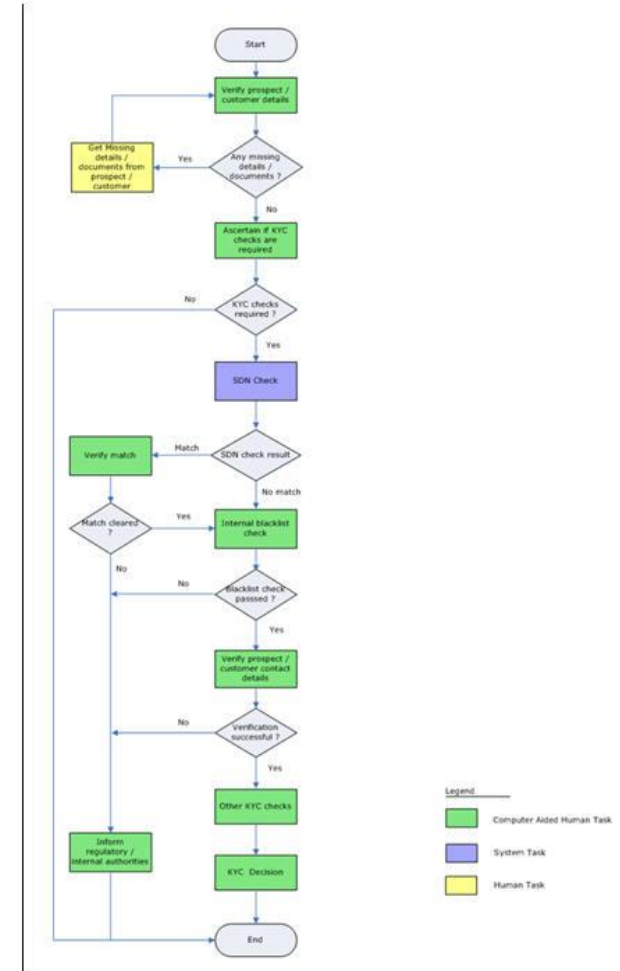 Start
Verify prospect /
customer details
Get Missing
details /
documents from
prospect /
customer
Yes
Any missing
details /
documents ?
No
Ascertain if KYC
checks are
required
No
KYC checks
required ?
Yes
SDN Check
Verify match
Match
SDN check result
No match
Match cleared
?
Yes
Internal blacklist
check
No
No
Blacklist check
passsed ?
Yes
Verify prospect /
customer contact
details
No
Verification
successful ?
Yes
Other KYC checks
Inform
regulatory /
internal authorities
KYC Decision
End
Legend
Computer Aided Human Task
System Task
Human Task